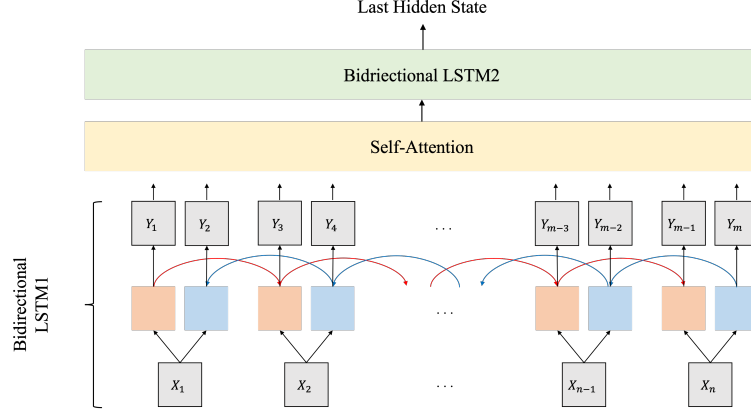 Last Hidden State
Bidriectional LSTM2
Self-Attention
Y₁ Y₂ Y₃ Y₄ ... Yₘ₋₃ Yₘ₋₂ Yₘ₋₁ Yₘ
...
X₁ X₂ ... Xₙ₋₁ Xₙ
Bidirectional
LSTM1